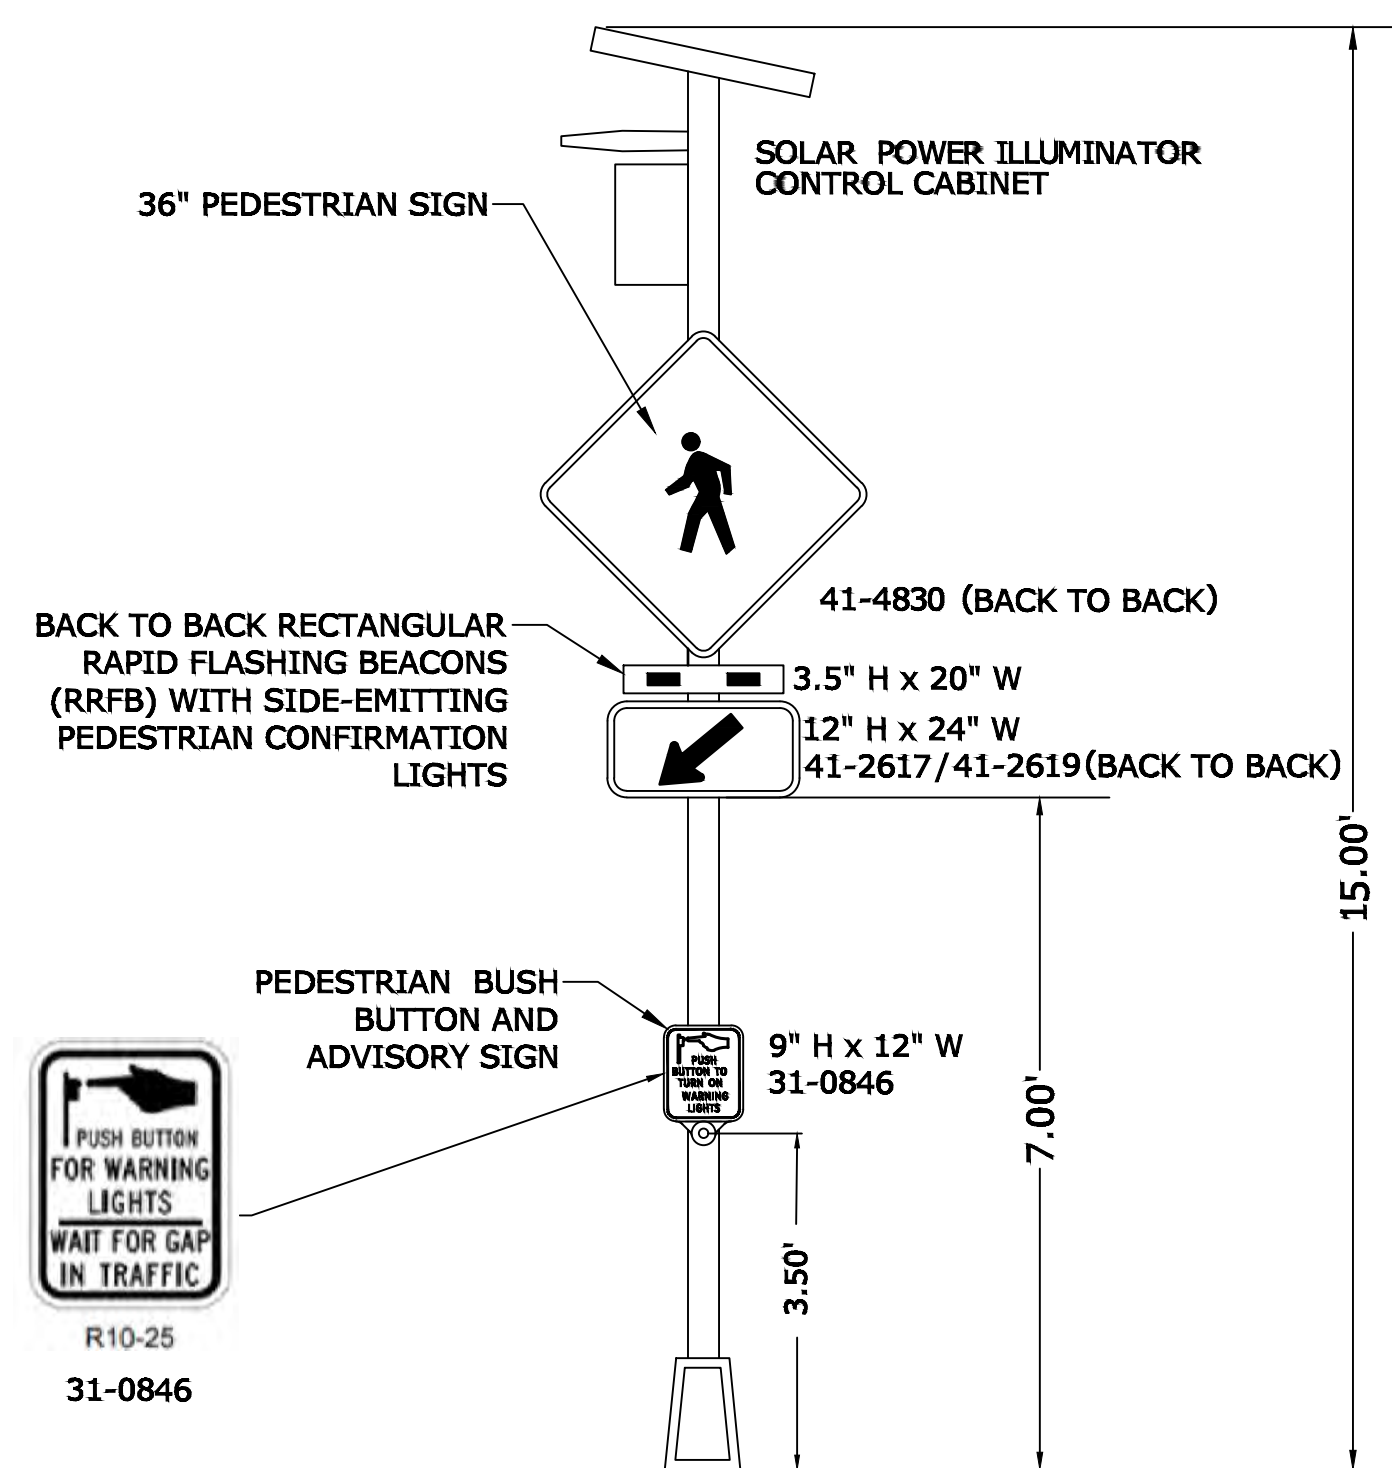 SOLAR POWER ILLUMINATOR
CONTROL CABINET
36" PEDESTRIAN SIGN
41-4830 (BACK TO BACK)
BACK TO BACK RECTANGULAR
RAPID FLASHING BEACONS
(RRFB) WITH SIDE-EMITTING
PEDESTRIAN CONFIRMATION
LIGHTS
3.5" H x 20" W
12" H x 24" W
41-2617/41-2619(BACK TO BACK)
15.00'
PEDESTRIAN BUSH
BUTTON AND
ADVISORY SIGN
PUSH
BUTTON TO
TURN ON
WARNING
LIGHTS
9" H x 12" W
31-0846
7.00'
3.50'
PUSH BUTTON
FOR WARNING
LIGHTS
WAIT FOR GAP
IN TRAFFIC
R10-25
31-0846